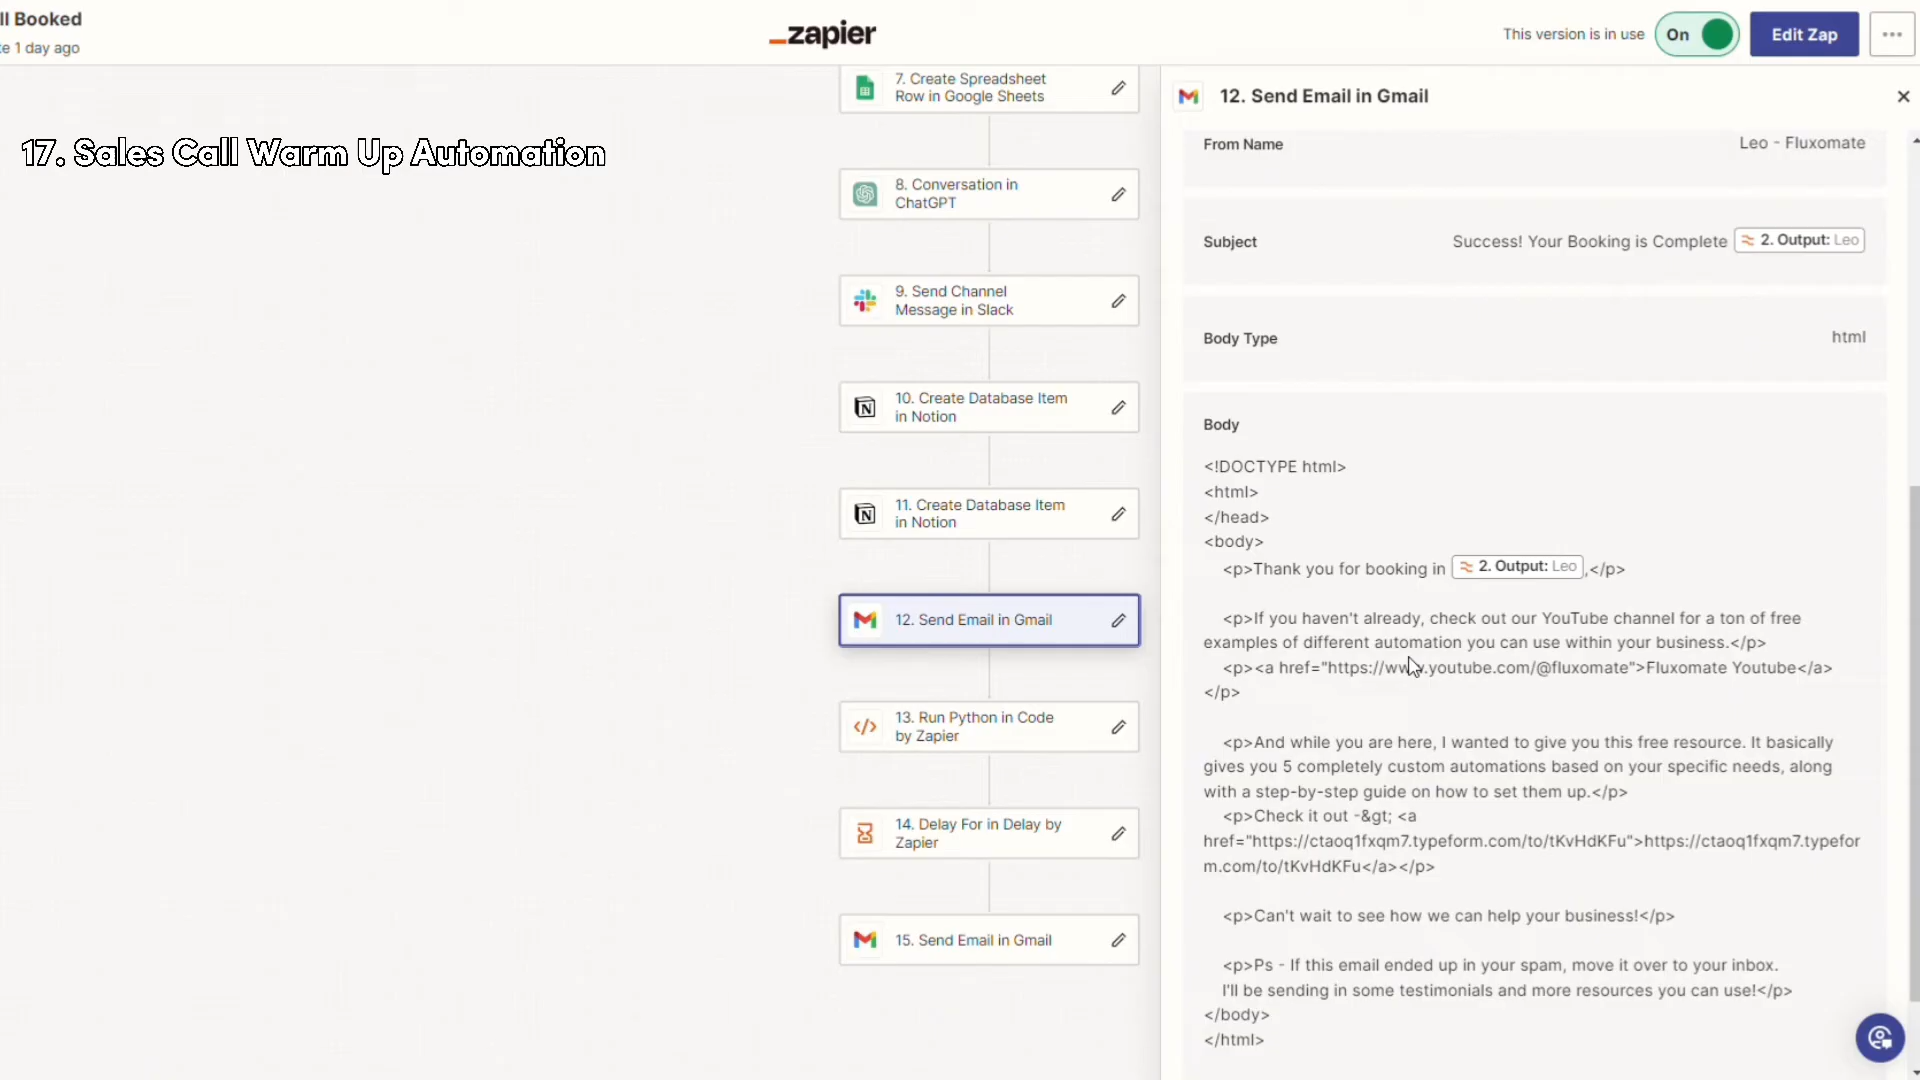 ll Booked
te 1 day ago
zapier
This version is in use
On
Edit Zap
17. Sales Call Warm Up Automation
7. Create Spreadsheet
Row in Google Sheets
8. Conversation in
ChatGPT
9. Send Channel
Message in Slack
10. Create Database Item
in Notion
11. Create Database Item
in Notion
12. Send Email in Gmail
13. Run Python in Code
by Zapier
14. Delay For in Delay by
Zapier
15. Send Email in Gmail
12. Send Email in Gmail
From Name
Leo - Fluxomate
Subject
Success! Your Booking is Complete 2. Output: Leo
Body Type
html
Body
<!DOCTYPE html>
<html>
</head>
<body>
<p>Thank you for booking in 2. Output: Leo ,</p>
<p>If you haven't already, check out our YouTube channel for a ton of free
examples of different automation you can use within your business.</p>
<p><a href="https://www.youtube.com/@fluxomate">Fluxomate Youtube</a>
</p>
<p>And while you are here, I wanted to give you this free resource. It basically
gives you 5 completely custom automations based on your specific needs, along
with a step-by-step guide on how to set them up.</p>
<p>Check it out -&gt; <a
href="https://ctaoq1fxqm7.typeform.com/to/tKvHdKFu">https://ctaoq1fxqm7.typefor
m.com/to/tKvHdKFu</a></p>
<p>Can't wait to see how we can help your business!</p>
<p>Ps - If this email ended up in your spam, move it over to your inbox.
I'll be sending in some testimonials and more resources you can use!</p>
</body>
</html>